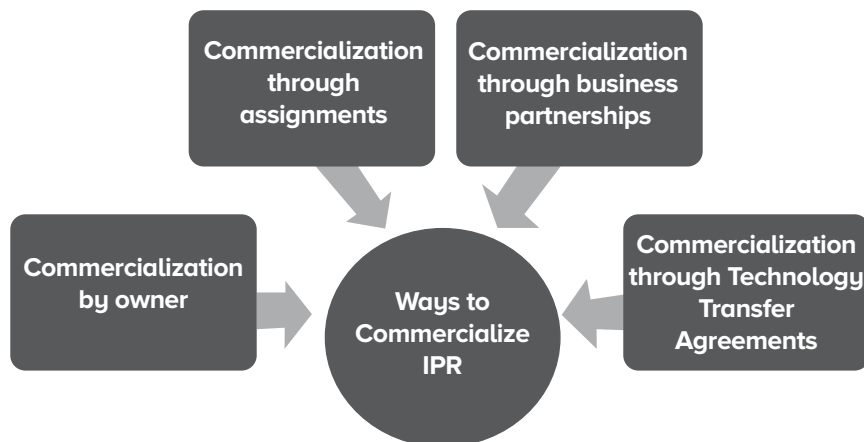 Commercialization
through
assignments
Commercialization
through business
partnerships
Commercialization
by owner
Ways to
Commercialize
IPR
Commercialization
through Technology
Transfer
Agreements